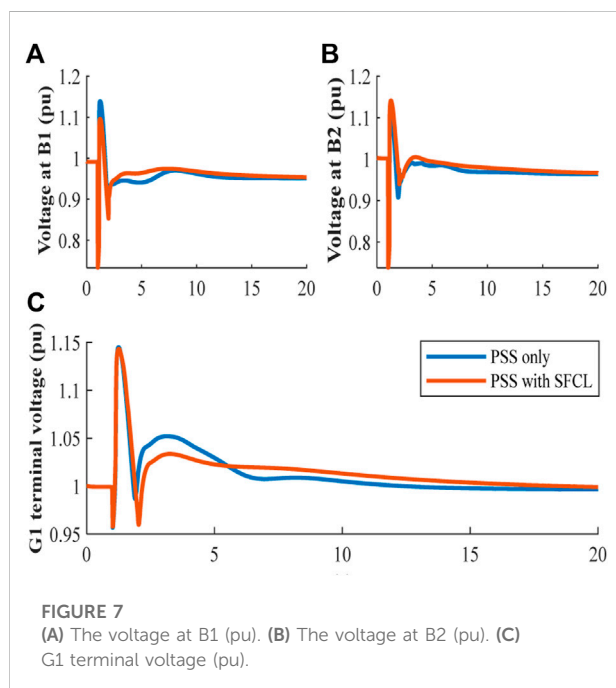 A
B
Voltage at B1 (pu)
1.2
1.1
1
0.9
0.8
0
5
10
15
20
Voltage at B2 (pu)
1.2
1.1
1
0.9
0.8
0
5
10
15
20
C
G1 terminal voltage (pu)
1.15
1.1
1.05
1
0.95
0
5
10
15
20
PSS only
PSS with SFCL
FIGURE 7
(A) The voltage at B1 (pu). (B) The voltage at B2 (pu). (C)
G1 terminal voltage (pu).